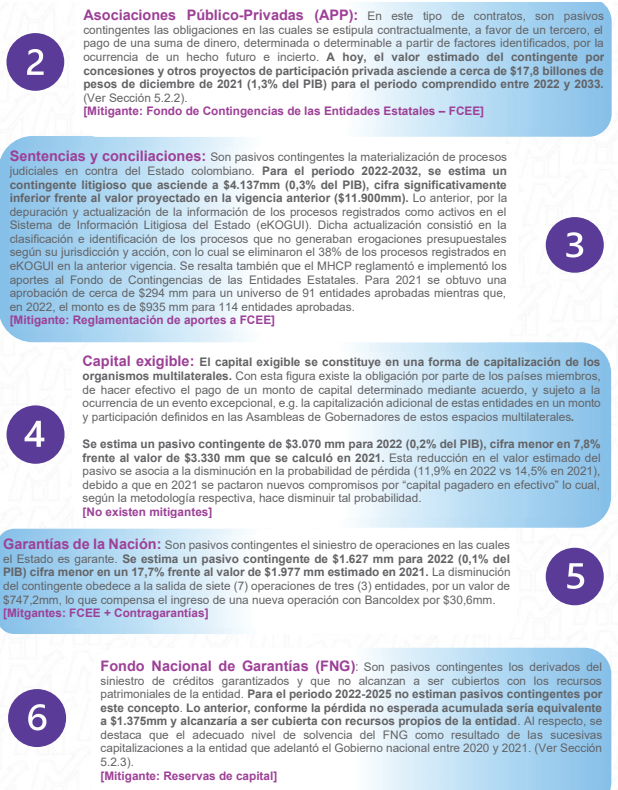 2
Asociaciones Público-Privadas (APP): En este tipo de contratos, son pasivos
contingentes las obligaciones en las cuales se estipula contractualmente, a favor de un tercero, el
pago de una suma de dinero, determinada o determinable a partir de factores identificados, por la
ocurrencia de un hecho futuro e incierto. A hoy, el valor estimado del contingente por
concesiones y otros proyectos de participación privada asciende a cerca de $17,8 billones de
pesos de diciembre de 2021 (1,3% del PIB) para el periodo comprendido entre 2022 y 2033.
(Ver Sección 5.2.2).
[Mitigante: Fondo de Contingencias de las Entidades Estatales – FCEE]
Sentencias y conciliaciones: Son pasivos contingentes la materialización de procesos
judiciales en contra del Estado colombiano. Para el periodo 2022-2032, se estima un
contingente litigioso que asciende a $4.137mm (0,3% del PIB), cifra significativamente
inferior frente al valor proyectado en la vigencia anterior ($11.900mm). Lo anterior, por la
depuración y actualización de la información de los procesos registrados como activos en el
Sistema de Información Litigiosa del Estado (eKOGUI). Dicha actualización consistió en la
clasificación e identificación de los procesos que no generaban erogaciones presupuestales
según su jurisdicción y acción, con lo cual se eliminaron el 38% de los procesos registrados en
eKOGUI en la anterior vigencia. Se resalta también que el MHCP reglamentó e implementó los
aportes al Fondo de Contingencias de las Entidades Estatales. Para 2021 se obtuvo una
aprobación de cerca de $294 mm para un universo de 91 entidades aprobadas mientras que,
en 2022, el monto es de $935 mm para 114 entidades aprobadas.
[Mitigante: Reglamentación de aportes a FCEE]
3
4
Capital exigible: El capital exigible se constituye en una forma de capitalización de los
organismos multilaterales. Con esta figura existe la obligación por parte de los países miembros,
de hacer efectivo el pago de un monto de capital determinado mediante acuerdo, y sujeto a la
ocurrencia de un evento excepcional, e.g. la capitalización adicional de estas entidades en un monto
y participación definidos en las Asambleas de Gobernadores de estos espacios multilaterales.
Se estima un pasivo contingente de $3.070 mm para 2022 (0,2% del PIB), cifra menor en 7,8%
frente al valor de $3.330 mm que se calculó en 2021. Esta reducción en el valor estimado del
pasivo se asocia a la disminución en la probabilidad de pérdida (11,9% en 2022 vs 14,5% en 2021),
debido a que en 2021 se pactaron nuevos compromisos por “capital pagadero en efectivo” lo cual,
según la metodología respectiva, hace disminuir tal probabilidad.
[No existen mitigantes]
Garantías de la Nación: Son pasivos contingentes el siniestro de operaciones en las cuales
el Estado es garante. Se estima un pasivo contingente de $1.627 mm para 2022 (0,1% del
PIB) cifra menor en un 17,7% frente al valor de $1.977 mm estimado en 2021. La disminución
del contingente obedece a la salida de siete (7) operaciones de tres (3) entidades, por un valor de
$747,2mm, lo que compensa el ingreso de una nueva operación con Bancoldex por $30,6mm.
[Mitgantes: FCEE + Contragarantías]
5
6
Fondo Nacional de Garantías (FNG): Son pasivos contingentes los derivados del
siniestro de créditos garantizados y que no alcanzan a ser cubiertos con los recursos
patrimoniales de la entidad. Para el periodo 2022-2025 no estiman pasivos contingentes por
este concepto. Lo anterior, conforme la pérdida no esperada acumulada sería equivalente
a $1.375mm y alcanzaría a ser cubierta con recursos propios de la entidad. Al respecto, se
destaca que el adecuado nivel de solvencia del FNG como resultado de las sucesivas
capitalizaciones a la entidad que adelantó el Gobierno nacional entre 2020 y 2021. (Ver Sección
5.2.3).
[Mitigante: Reservas de capital]